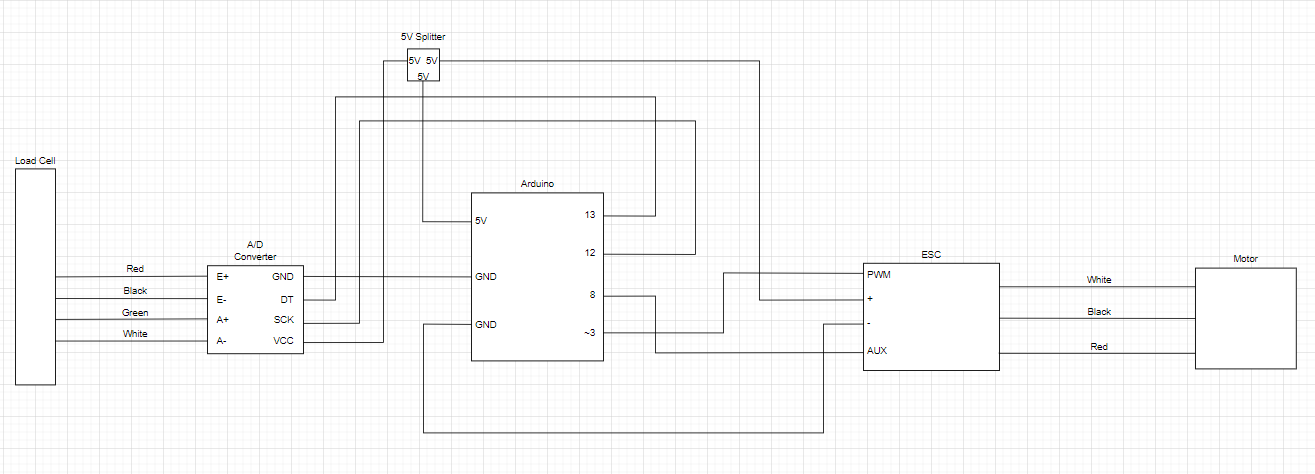 5V Splitter
5V 5V
5V
Load Cell
Arduino
5V
13
12
GND
8
GND
~3
A/D
Converter
Red
Black
Green
White
E+
GND
E-
DT
A+
SCK
A-
VCC
ESC
PWM
+
-
AUX
White
Black
Red
Motor